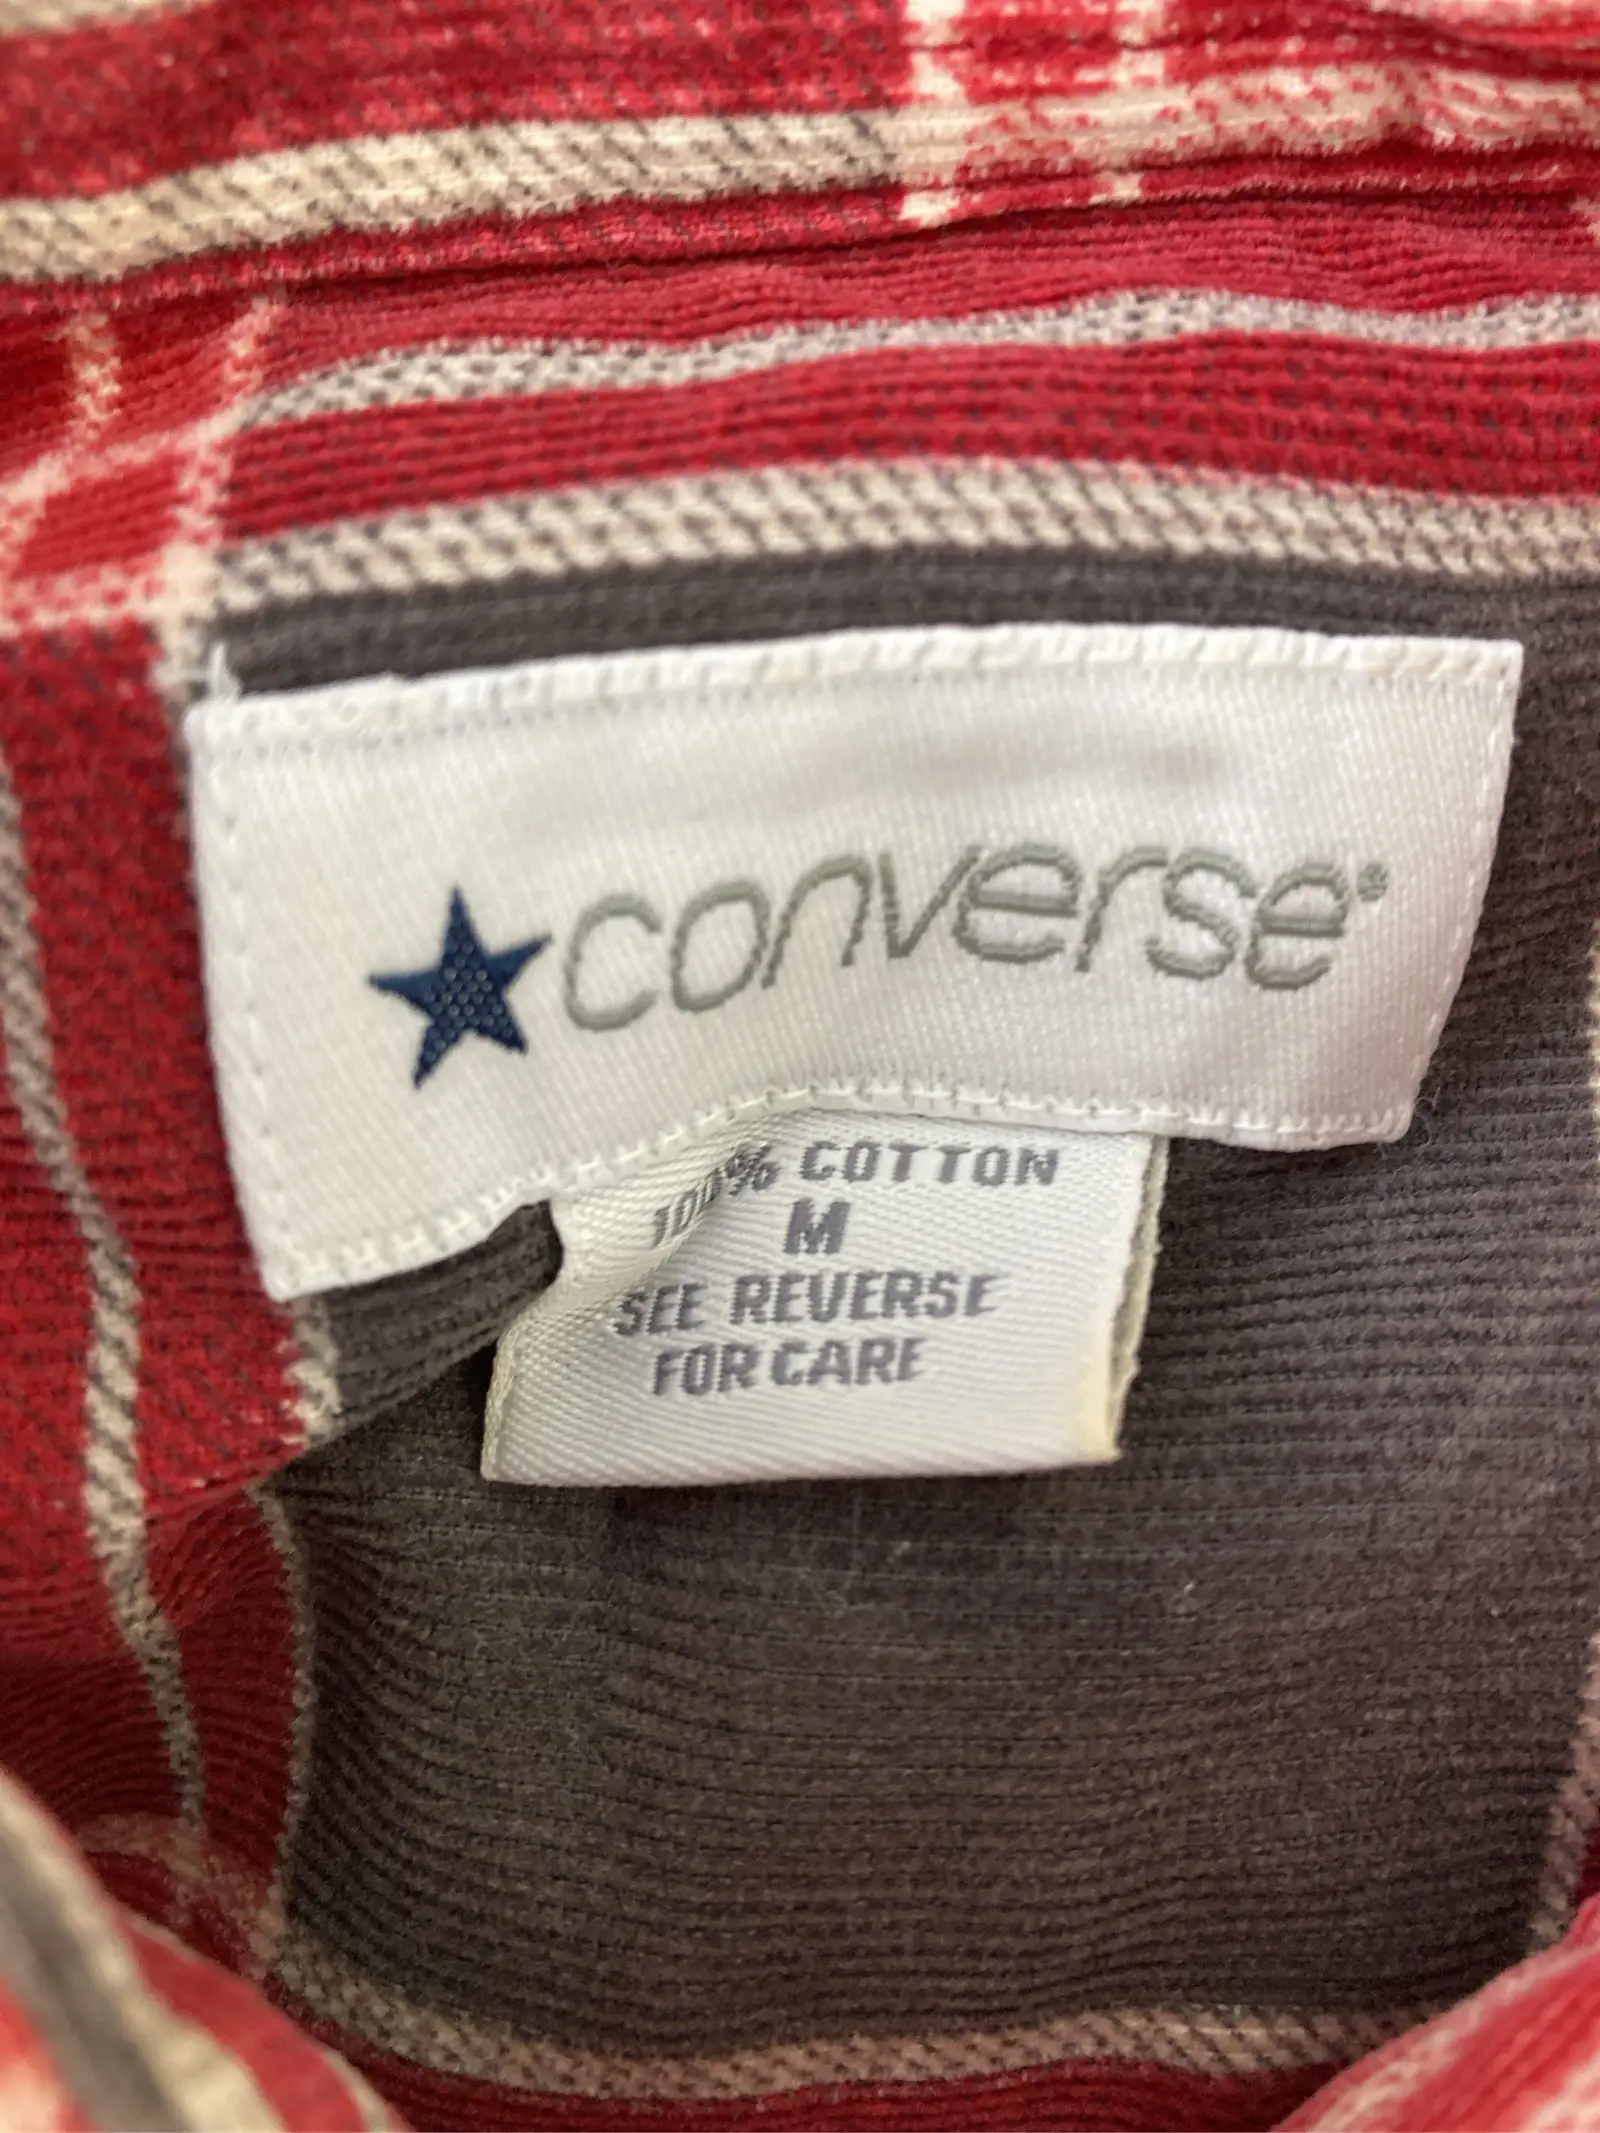 converse®
100% COTTON
M
SEE REVERSE
FOR CARE